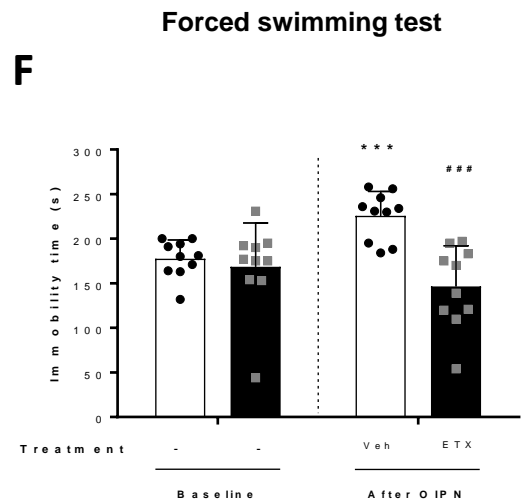 Forced swimming test
F
300
250
200
150
100
50
0
Immobility time (s)
***
###
Treatment - - Veh ETX
Baseline After OIPN